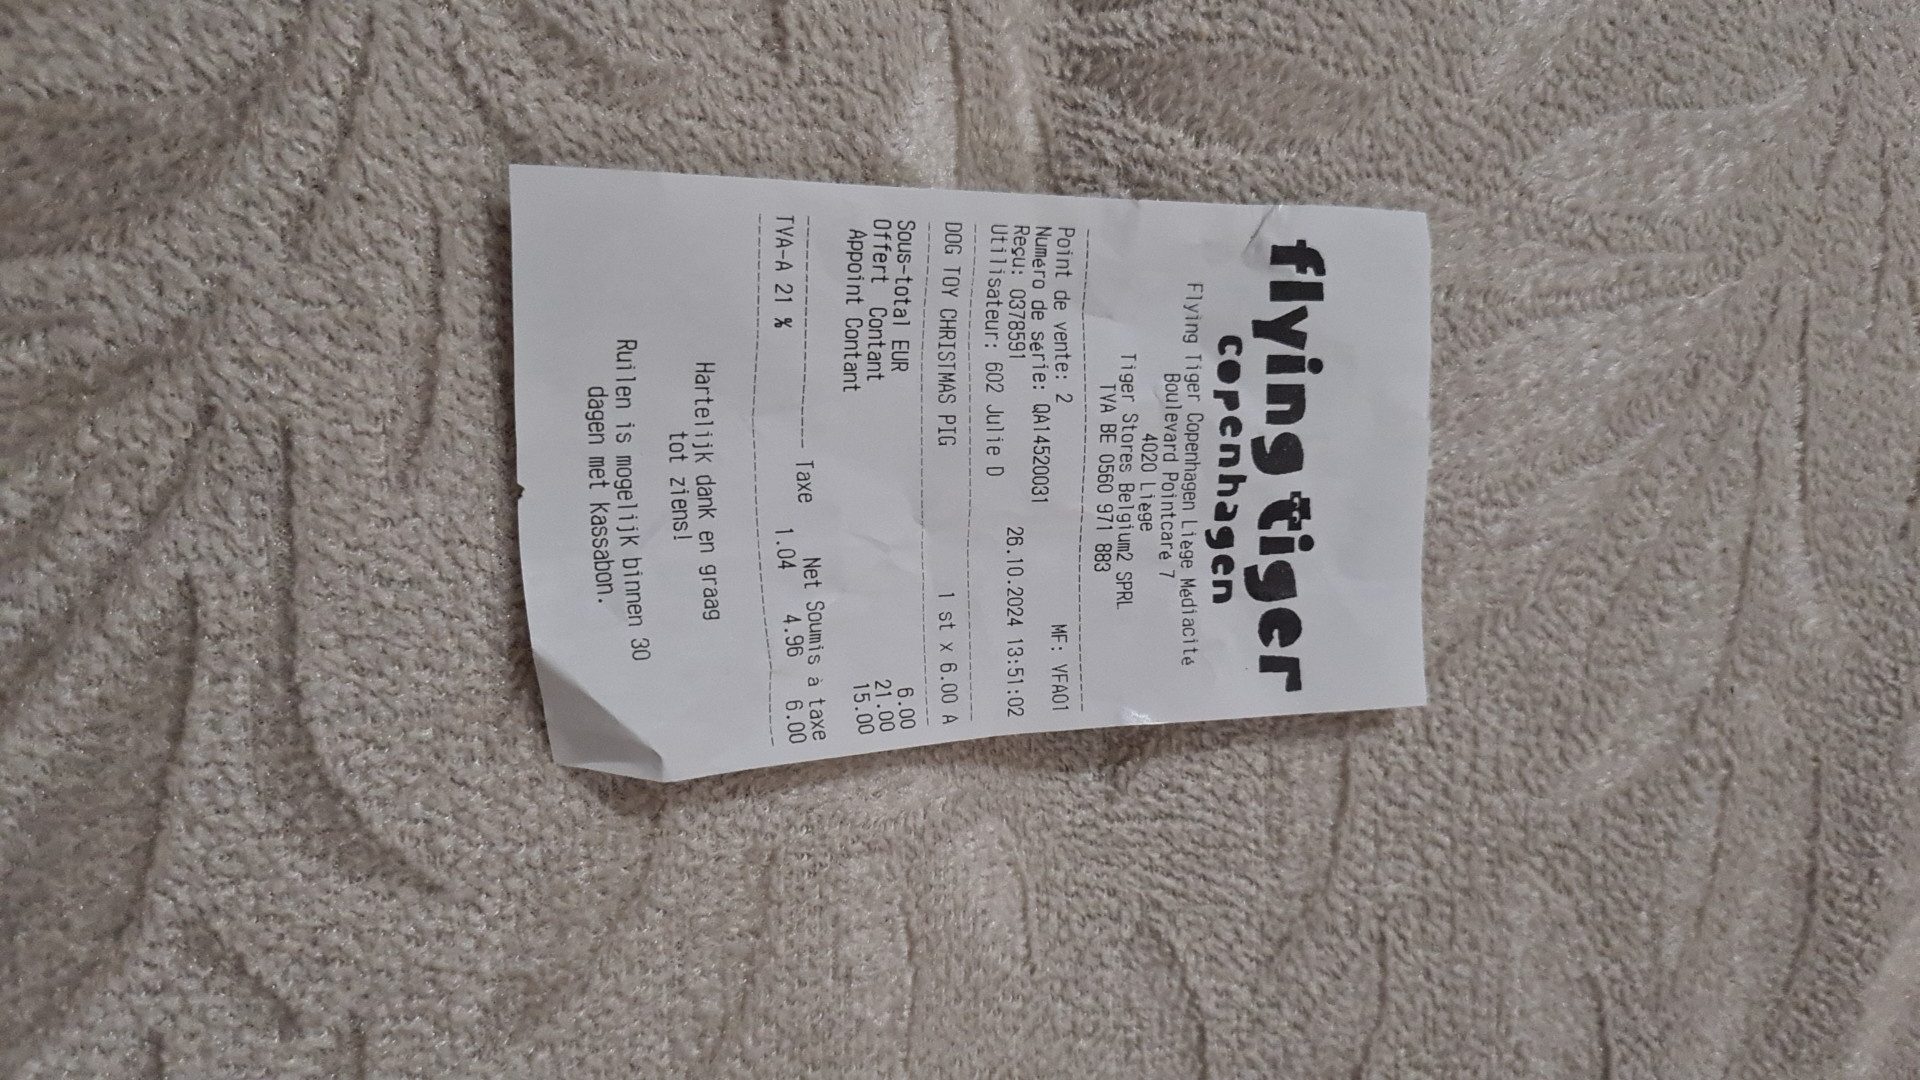 flying tiger
copenhagen
Flying Tiger Copenhagen Liège Médiacité
Boulevard Pointcaré 7
4020 Liège
Tiger Stores Belgium2 SPRL
TVA BE 0560 971 883
Point de vente: 2 MF: VFA01
Numéro de série: QA14520031
Reçu: 0378591 26.10.2024 13:51:02
Utilisateur: 602 Julie D
DOG TOY CHRISTMAS PIG 1 st x 6.00 A
Sous-total EUR 6.00
Offert Contant 21.00
Appoint Contant 15.00
Taxe Net Soumis à taxe
TVA-A 21 % 1.04 4.96 6.00
Hartelijk dank en graag
tot ziens!
Ruilen is mogelijk binnen 30
dagen met kassabon.